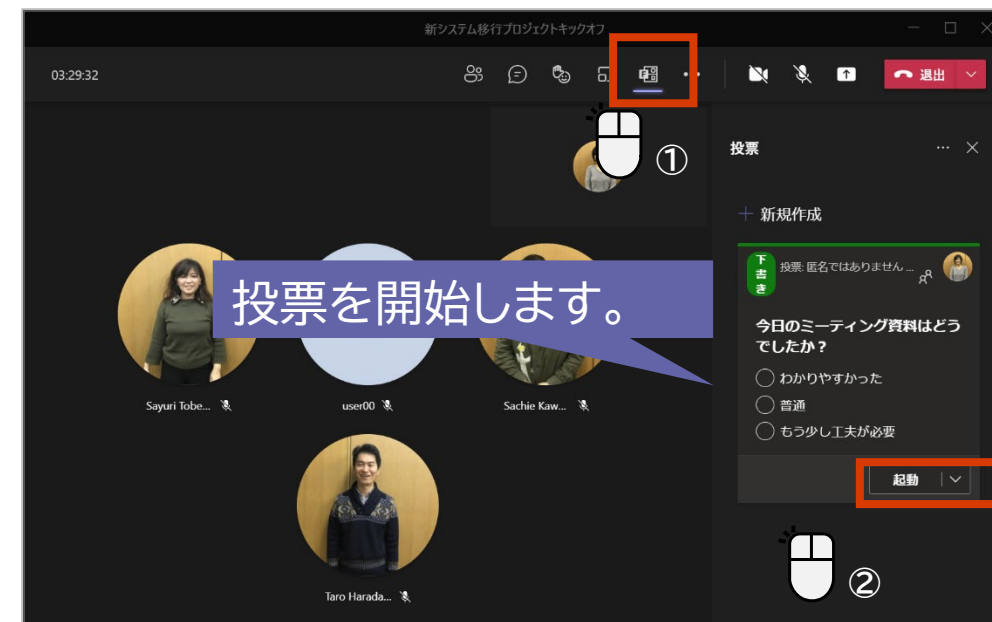 新システム移行プロジェクトキックオフ
03:29:32
退出
①
投票
新規作成
下書き
投票: 匿名ではありません ...
投票を開始します。
今日のミーティング資料はどう
でしたか？
わかりやすかった
普通
もう少し工夫が必要
Sayuri Tobe...
user00
Sachie Kaw...
起動
Taro Harada...
②